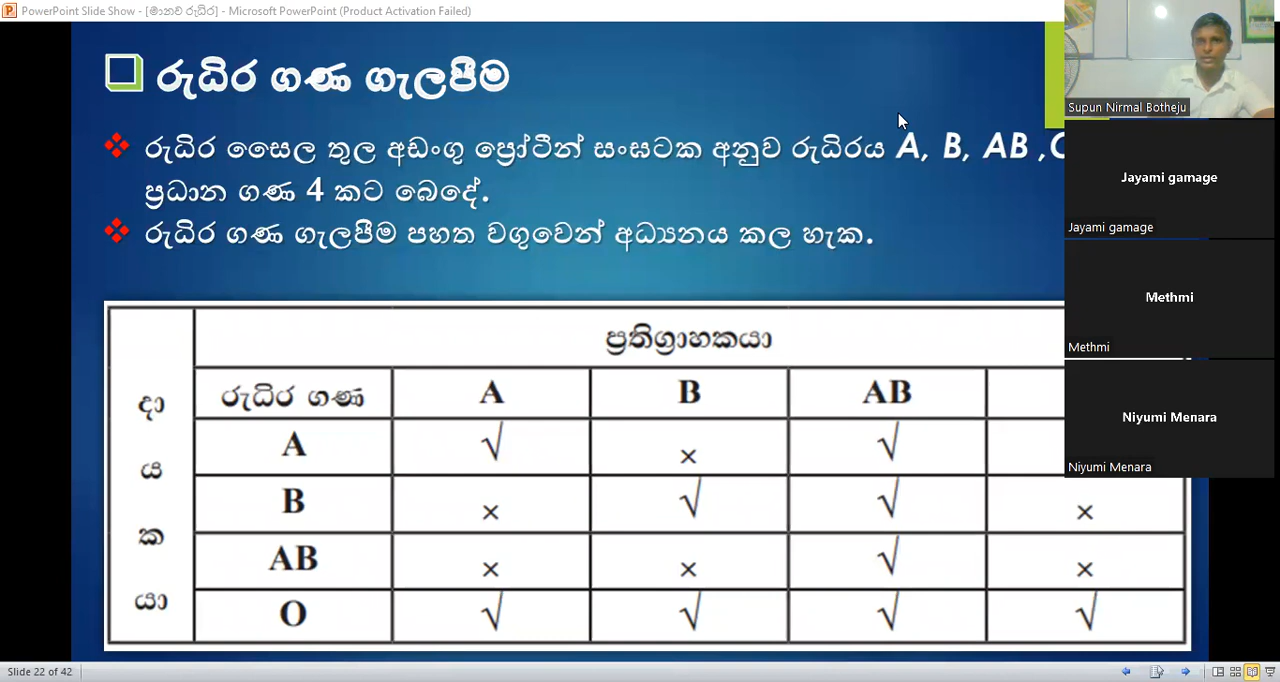 PowerPoint Slide Show - [මානව රුධිර] - Microsoft PowerPoint (Product Activation Failed)
රුධිර ගණ ගැලපීම
රුධිර සෛල තුල අඩංගු ප්‍රෝටීන් සංඝටක අනුව රුධිරය A, B, AB ,O
ප්‍රධාන ගණ 4 කට බෙදේ.
රුධිර ගණ ගැලපීම පහත වගුවෙන් අධ්‍යනය කල හැක.
දායකයා
ප්‍රතිග්‍රාහකයා
රුධිර ගණ A B AB
A √ × √
B × √ √ ×
AB × × √ ×
O √ √ √ √
Supun Nirmal Botheju
Jayami gamage
Jayami gamage
Methmi
Methmi
Niyumi Menara
Niyumi Menara
Slide 22 of 42